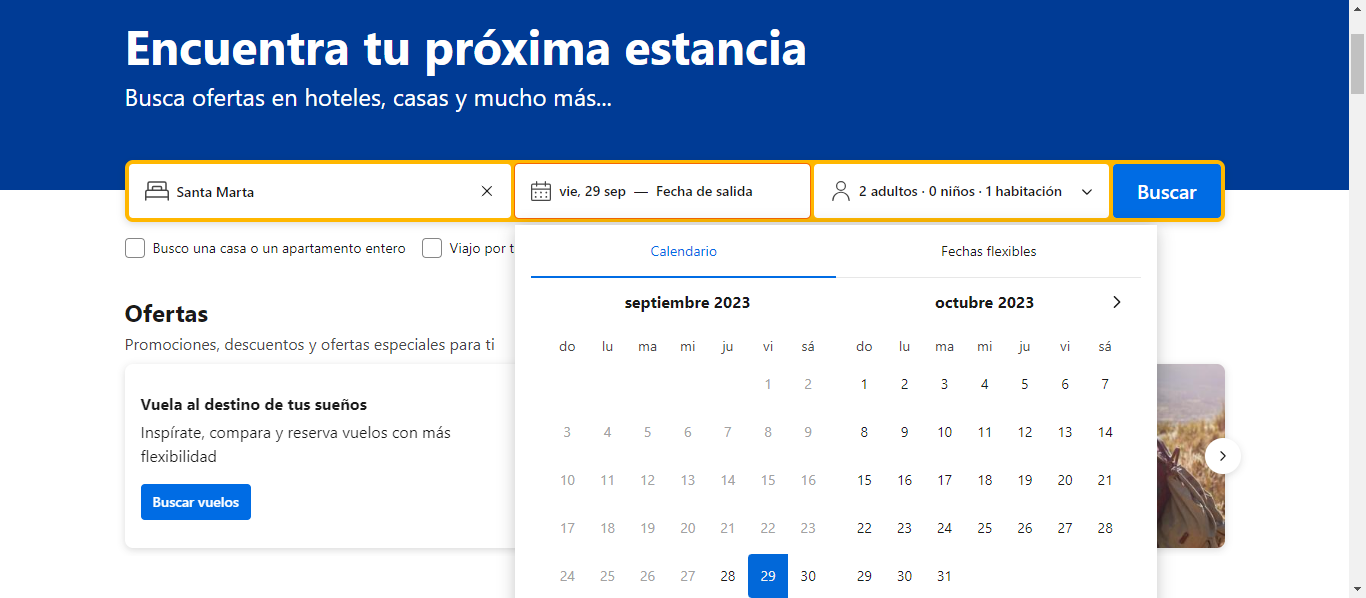 Encuentra tu próxima estancia
Busca ofertas en hoteles, casas y mucho más...
Santa Marta
vie, 29 sep — Fecha de salida
2 adultos · 0 niños · 1 habitación
Buscar
Busco una casa o un apartamento entero
Viajo por t
Calendario
Fechas flexibles
septiembre 2023
do lu ma mi ju vi sá
1 2
3 4 5 6 7 8 9
10 11 12 13 14 15 16
17 18 19 20 21 22 23
24 25 26 27 28 29 30
octubre 2023
do lu ma mi ju vi sá
1 2 3 4 5 6 7
8 9 10 11 12 13 14
15 16 17 18 19 20 21
22 23 24 25 26 27 28
29 30 31
Ofertas
Promociones, descuentos y ofertas especiales para ti
Vuela al destino de tus sueños
Inspírate, compara y reserva vuelos con más
flexibilidad
Buscar vuelos